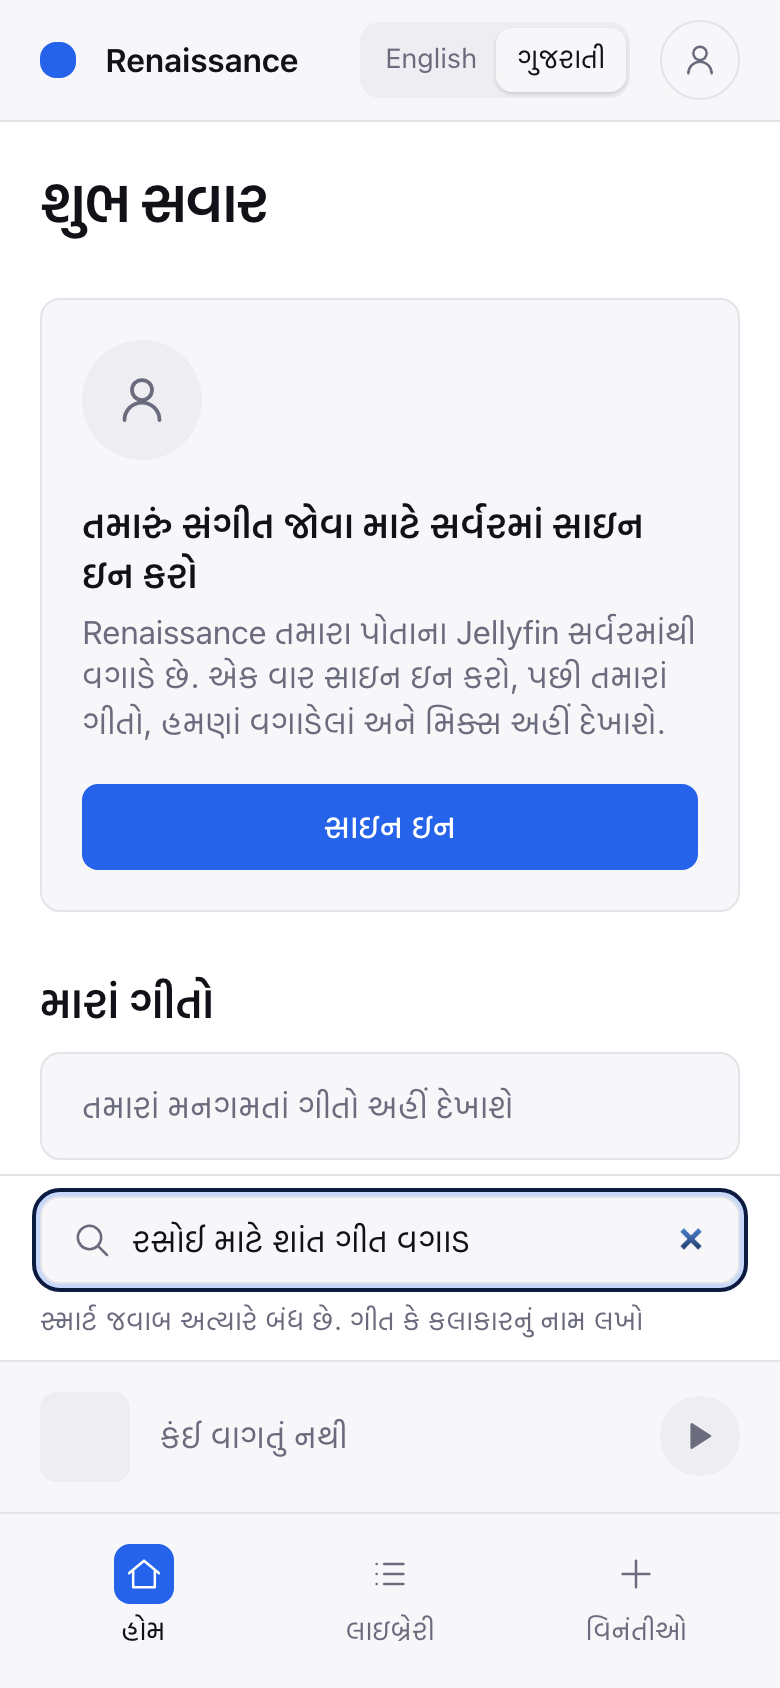 Renaissance
English
ગુજરાતી
શુભ સવાર
તમારું સંગીત જોવા માટે સર્વરમાં સાઇન
ઇન કરો
Renaissance તમારા પોતાના Jellyfin સર્વરમાંથી
વગાડે છે. એક વાર સાઇન ઇન કરો, પછી તમારાં
ગીતો, હમણાં વગાડેલાં અને મિક્સ અહીં દેખાશે.
સાઇન ઇન
મારાં ગીતો
તમારાં મનગમતાં ગીતો અહીં દેખાશે
રસોઈ માટે શાંત ગીત વગાડ
સ્માર્ટ જવાબ અત્યારે બંધ છે. ગીત કે કલાકારનું નામ લખો
કંઈ વાગતું નથી
હોમ
લાઇબ્રેરી
વિનંતીઓ